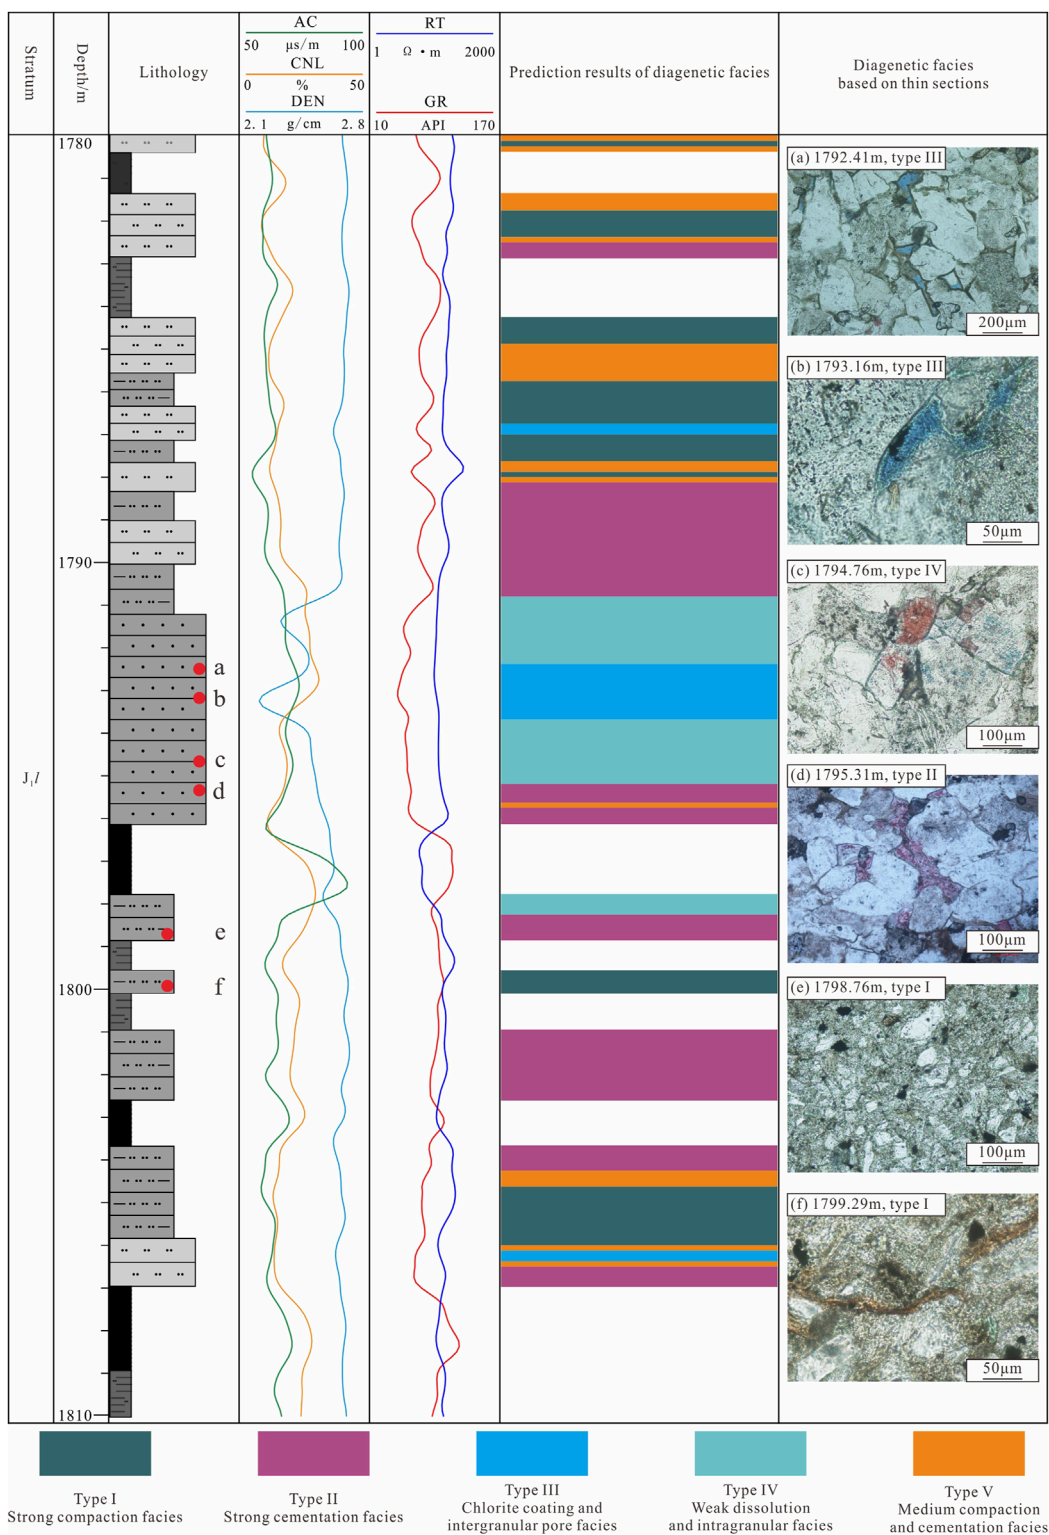 Stratum
Depth/m
Lithology
AC
50 μs/m 100
CNL
0 % 50
DEN
2. 1 g/cm 2. 8
RT
1 Ω • m 2000
GR
10 API 170
Prediction results of diagenetic facies
Diagenetic facies
based on thin sections
1780
1790
1800
1810
J₁l
a
b
c
d
e
f
(a) 1792.41m, type III
200μm
(b) 1793.16m, type III
50μm
(c) 1794.76m, type IV
100μm
(d) 1795.31m, type II
100μm
(e) 1798.76m, type I
100μm
(f) 1799.29m, type I
50μm
Type I
Strong compaction facies
Type II
Strong cementation facies
Type III
Chlorite coating and
intergranular pore facies
Type IV
Weak dissolution
and intragranular facies
Type V
Medium compaction
and cementation facies